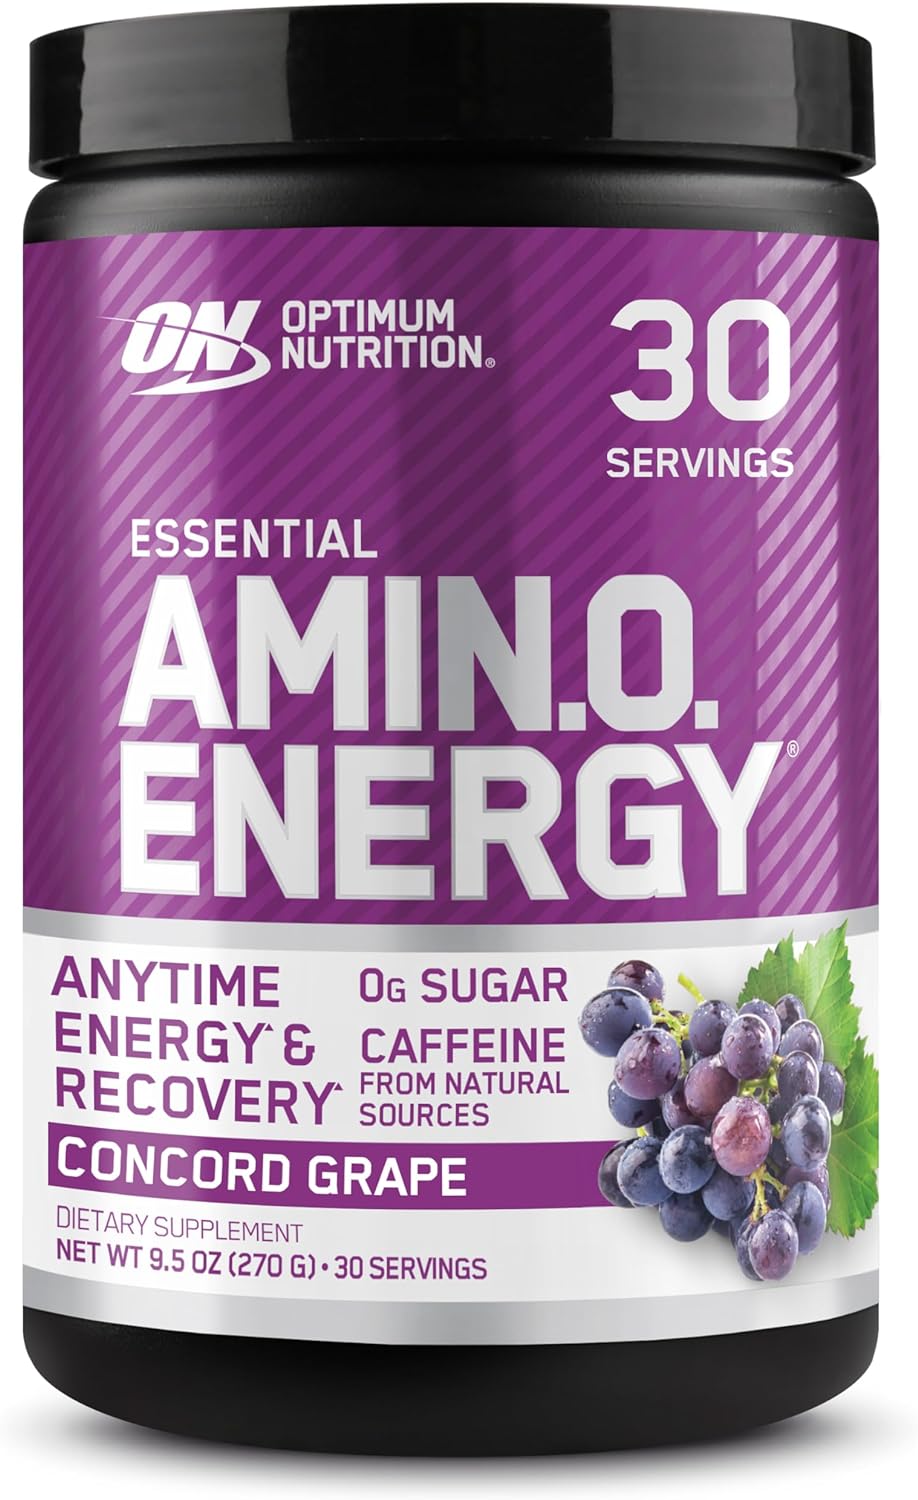 ON OPTIMUM
NUTRITION®
30
SERVINGS
ESSENTIAL
AMIN.O.
ENERGY®
ANYTIME
ENERGY^ &
RECOVERY^
0G SUGAR
CAFFEINE
FROM NATURAL
SOURCES
CONCORD GRAPE
DIETARY SUPPLEMENT
NET WT 9.5 OZ (270 G) • 30 SERVINGS